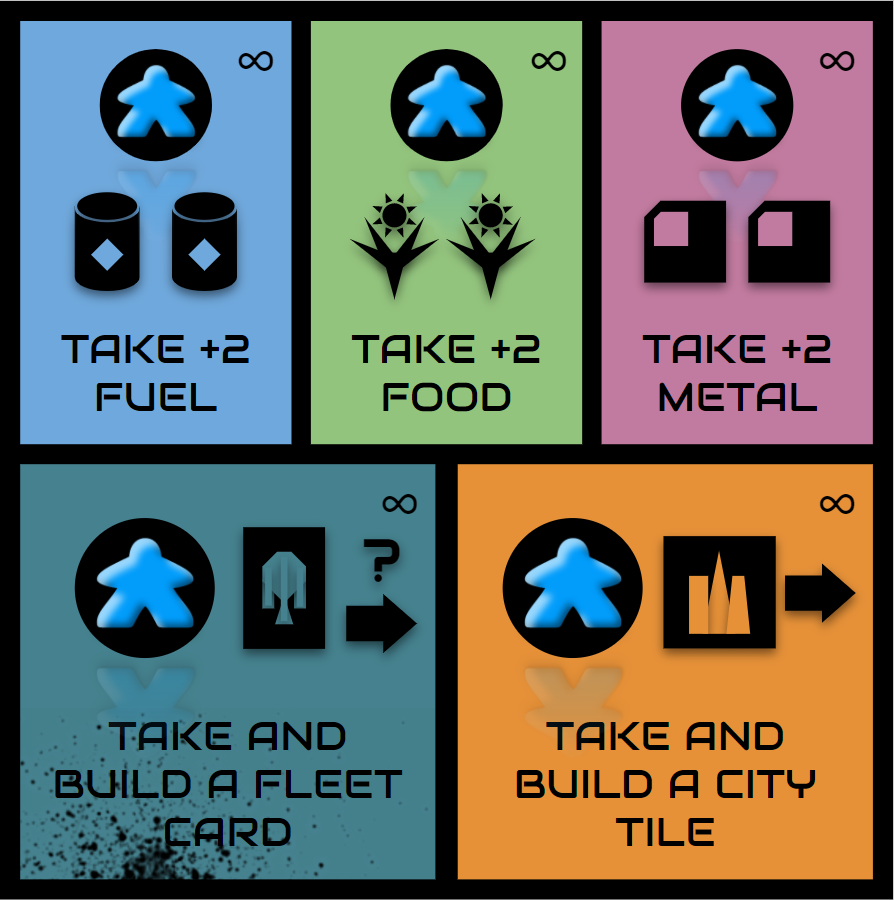 ∞
∞
∞
TAKE +2
FUEL
TAKE +2
FOOD
TAKE +2
METAL
∞
?
TAKE AND
BUILD A FLEET
CARD
∞
TAKE AND
BUILD A CITY
TILE